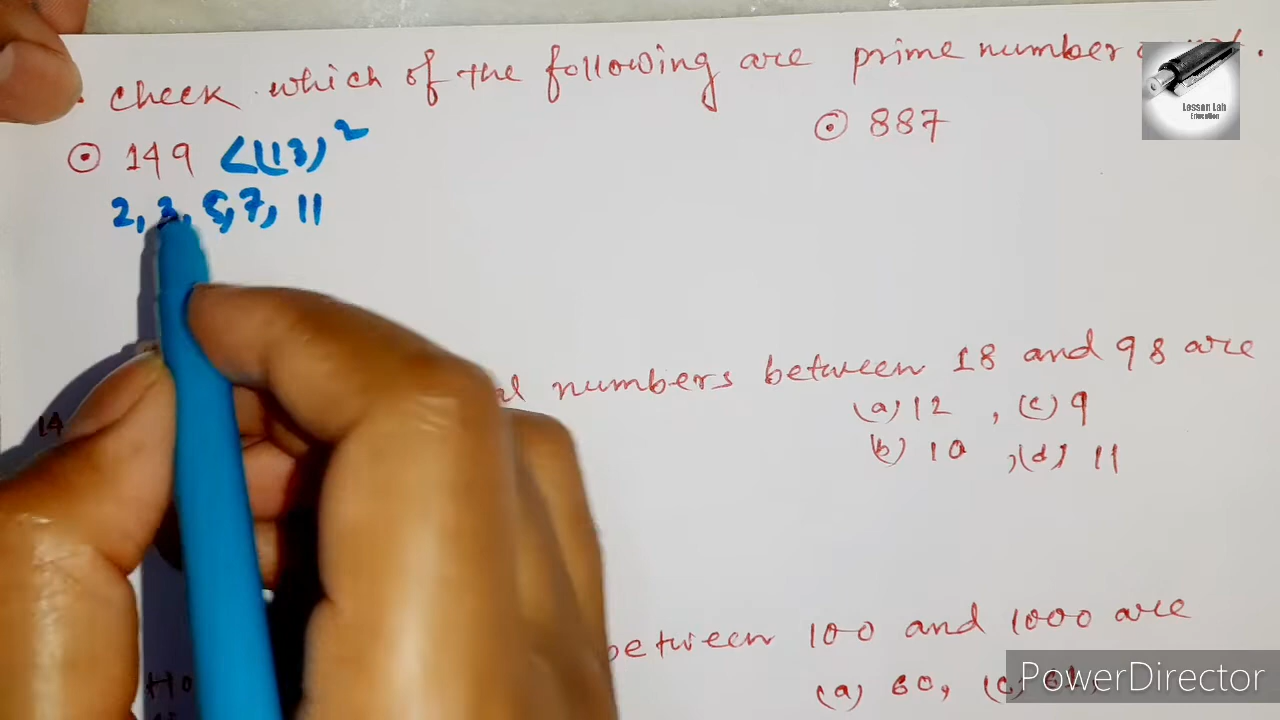 check which of the following are prime number
⊙ 149 <(13)²
⊙ 887
2, 3, 5, 7, 11
numbers between 18 and 98 are
(a) 12 , (c) 9
(b) 10 , (d) 11
between 100 and 1000 are
(a) 60, (c)
Lesson Lab
Education
PowerDirector